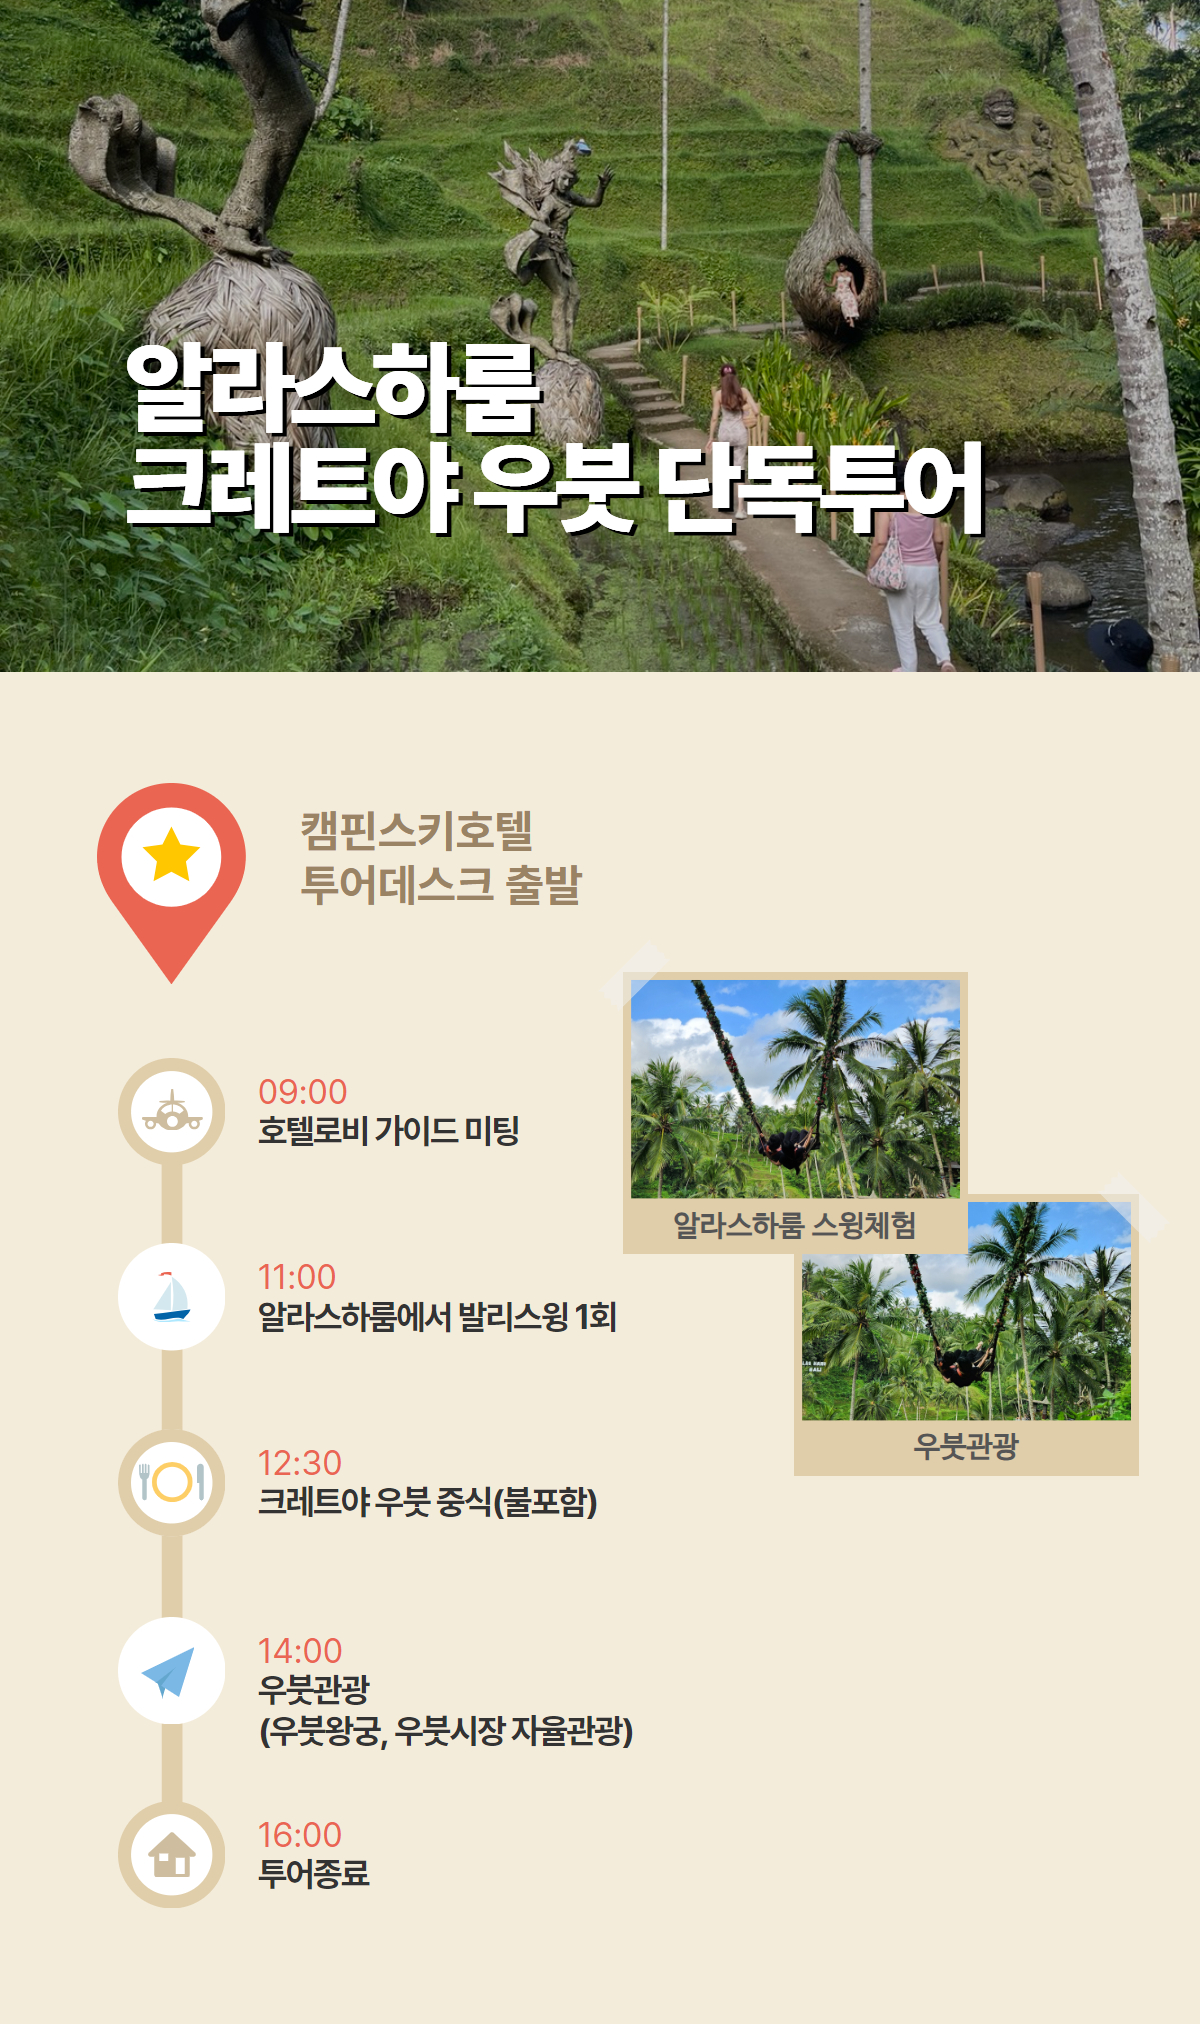 알라스하룸
크레트야 우붓 단독투어
캠핀스키호텔
투어데스크 출발
09:00
호텔로비 가이드 미팅
알라스하룸 스윙체험
11:00
알라스하룸에서 발리스윙 1회
우붓관광
12:30
크레트야 우붓 중식(불포함)
14:00
우붓관광
(우붓왕궁, 우붓시장 자율관광)
16:00
투어종료